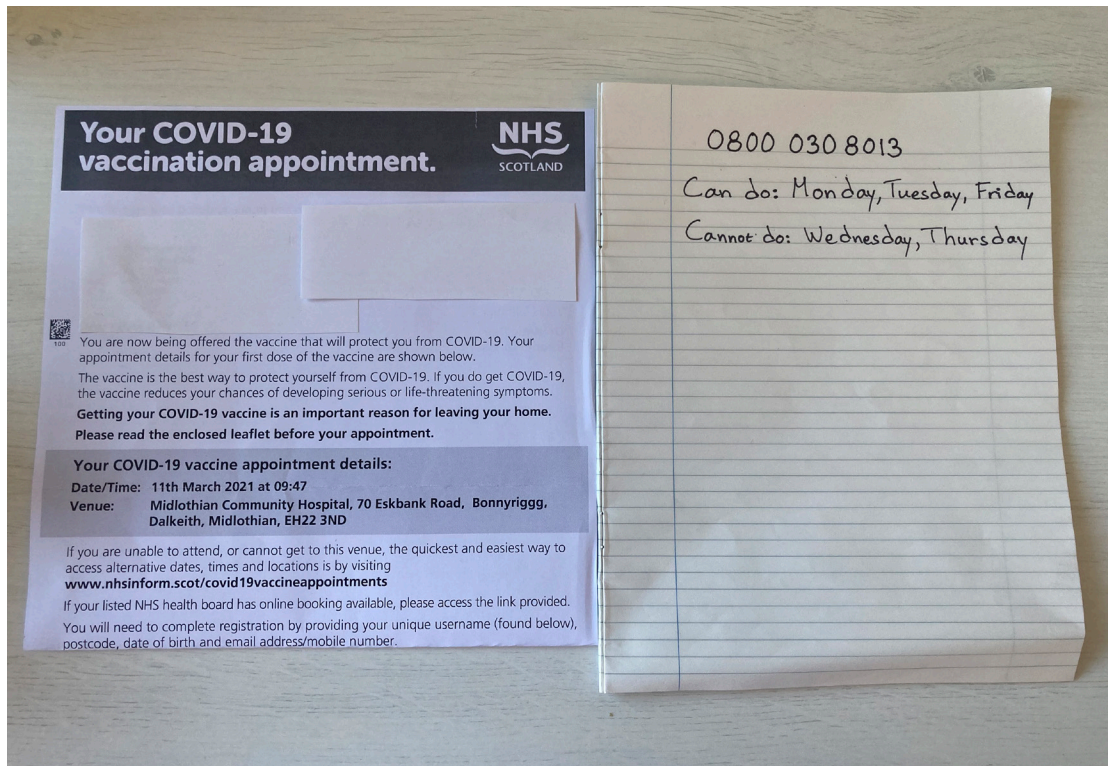 Your COVID-19
vaccination appointment.
NHS
SCOTLAND
100
You are now being offered the vaccine that will protect you from COVID-19. Your
appointment details for your first dose of the vaccine are shown below.
The vaccine is the best way to protect yourself from COVID-19. If you do get COVID-19,
the vaccine reduces your chances of developing serious or life-threatening symptoms.
Getting your COVID-19 vaccine is an important reason for leaving your home.
Please read the enclosed leaflet before your appointment.
Your COVID-19 vaccine appointment details:
Date/Time: 11th March 2021 at 09:47
Venue: Midlothian Community Hospital, 70 Eskbank Road, Bonnyriggg,
Dalkeith, Midlothian, EH22 3ND
If you are unable to attend, or cannot get to this venue, the quickest and easiest way to
access alternative dates, times and locations is by visiting
www.nhsinform.scot/covid19vaccineappointments
If your listed NHS health board has online booking available, please access the link provided.
You will need to complete registration by providing your unique username (found below),
postcode, date of birth and email address/mobile number.
0800 030 8013
Can do: Monday, Tuesday, Friday
Cannot do: Wednesday, Thursday